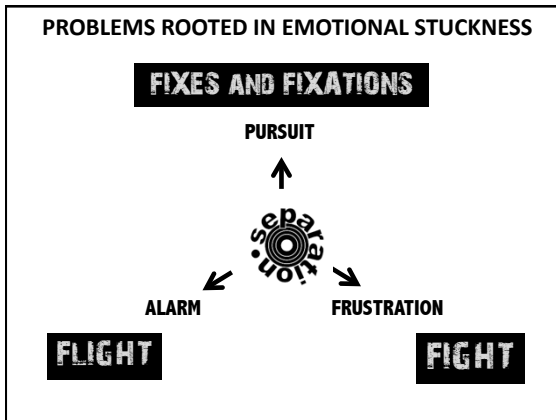 PROBLEMS ROOTED IN EMOTIONAL STUCKNESS
FIXES AND FIXATIONS
PURSUIT
separation
ALARM
FRUSTRATION
FLIGHT
FIGHT